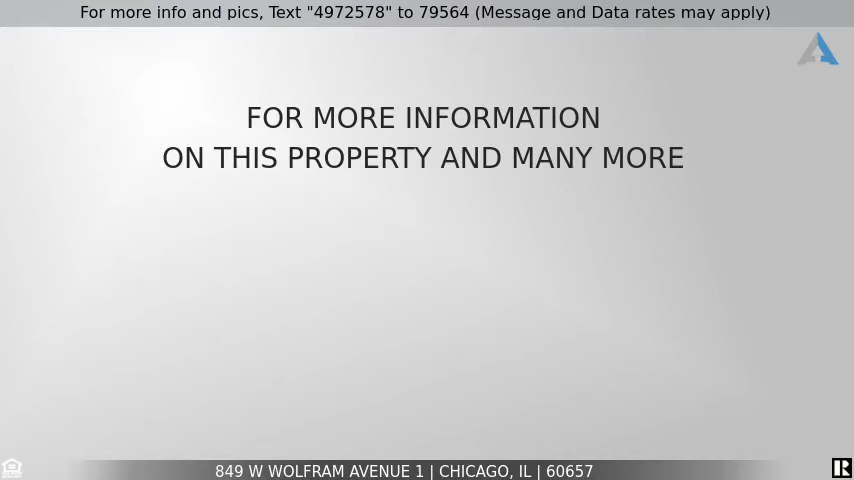 For more info and pics, Text "4972578" to 79564 (Message and Data rates may apply)
FOR MORE INFORMATION
ON THIS PROPERTY AND MANY MORE
849 W WOLFRAM AVENUE 1 | CHICAGO, IL | 60657